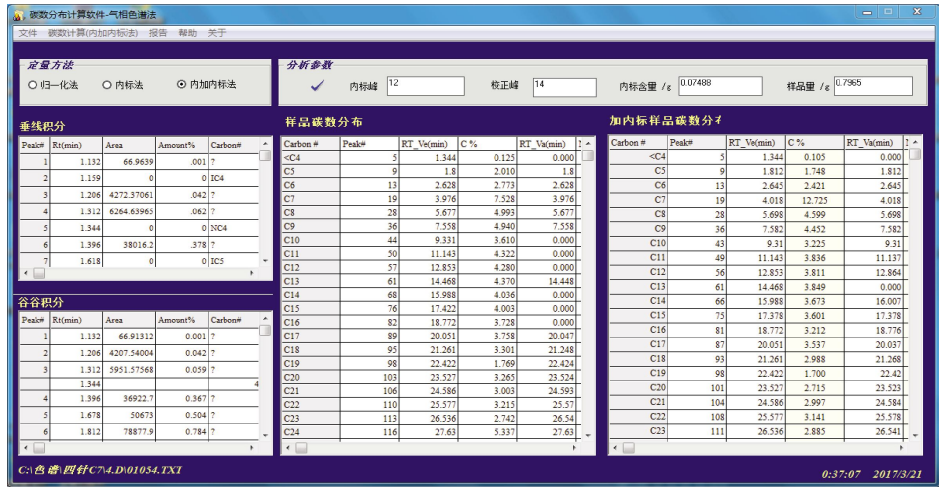 碳数分布计算软件-气相色谱法
文件 碳数计算(内加内标法) 报告 帮助 关于
定量方法
归一化法 内标法 内加内标法
分析参数
内标峰 12 校正峰 14 内标含量 /g 0.07488 样品量 /g 0.7965
垂线积分
Peak# Rt(min) Area Amount% Carbon#
1 1.132 66.9639 .001 ?
2 1.159 0 0 IC4
3 1.206 4272.37061 .042 ?
4 1.312 6264.63965 .062 ?
5 1.344 0 0 NC4
6 1.396 38016.2 .378 ?
7 1.618 0 0 IC5
谷谷积分
Peak# Rt(min) Area Amount% Carbon#
1 1.132 66.91312 0.001 ?
2 1.206 4207.54004 0.042 ?
3 1.312 5951.57568 0.059 ?
1.344 4
4 1.396 36922.7 0.367 ?
5 1.678 50673 0.504 ?
6 1.812 78877.9 0.784 ?
样品碳数分布
Carbon # Peak# RT_Ve(min) C % RT_Va(min)
<C4 5 1.344 0.125 0.000
C5 9 1.8 2.010 1.8
C6 13 2.628 2.773 2.628
C7 19 3.976 7.528 3.976
C8 28 5.677 4.993 5.677
C9 36 7.558 4.940 7.558
C10 44 9.331 3.610 0.000
C11 50 11.143 4.322 0.000
C12 57 12.853 4.280 0.000
C13 61 14.468 4.370 14.448
C14 68 15.988 4.036 0.000
C15 76 17.422 4.003 0.000
C16 82 18.772 3.728 0.000
C17 89 20.051 3.758 20.047
C18 95 21.261 3.301 21.248
C19 98 22.422 1.769 22.424
C20 103 23.527 3.265 23.524
C21 106 24.586 3.003 24.593
C22 110 25.577 3.215 25.57
C23 113 26.536 2.742 26.54
C24 116 27.63 5.337 27.63
加内标样品碳数分
Carbon # Peak# RT_Ve(min) C % RT_Va(min)
<C4 5 1.344 0.105 0.000
C5 9 1.812 1.748 1.812
C6 13 2.645 2.421 2.645
C7 19 4.018 12.725 4.018
C8 28 5.698 4.599 5.698
C9 36 7.582 4.452 7.582
C10 43 9.31 3.225 9.31
C11 49 11.143 3.836 11.137
C12 56 12.853 3.811 12.864
C13 61 14.468 3.849 0.000
C14 66 15.988 3.673 16.007
C15 75 17.378 3.601 17.378
C16 81 18.772 3.212 18.776
C17 87 20.051 3.537 20.037
C18 93 21.261 2.988 21.268
C19 98 22.422 1.700 22.42
C20 101 23.527 2.715 23.523
C21 104 24.586 2.997 24.584
C22 108 25.577 3.141 25.578
C23 111 26.536 2.885 26.541
C:\色谱\四针C7\4.D\01054.TXT
0:37:07 2017/3/21